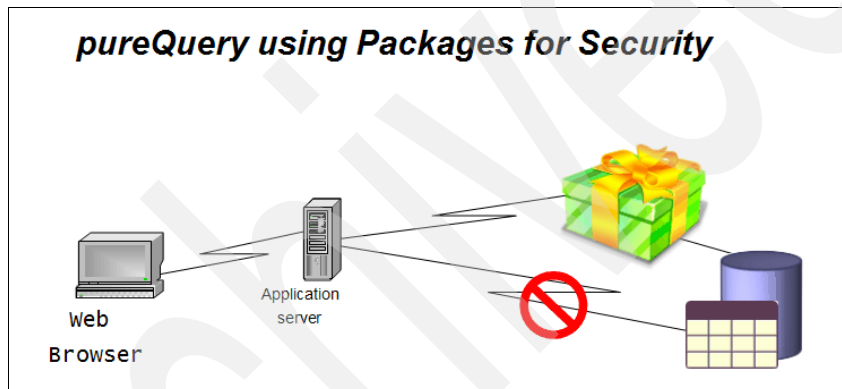 pureQuery using Packages for Security
Application
server
Web
Browser